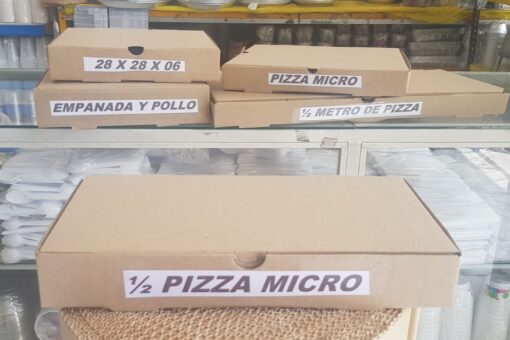 28 X 28 X 06
PIZZA MICRO
EMPANADA Y POLLO
½ METRO DE PIZZA
½ PIZZA MICRO